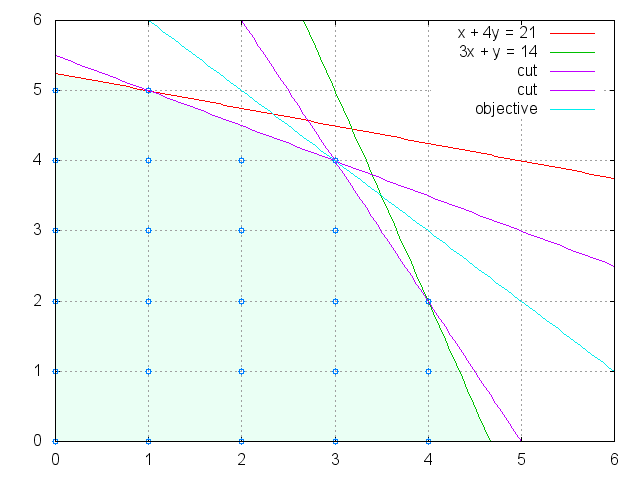 6
x + 4y = 21
3x + y = 14
cut
cut
objective
5
4
3
2
1
0
0 1 2 3 4 5 6